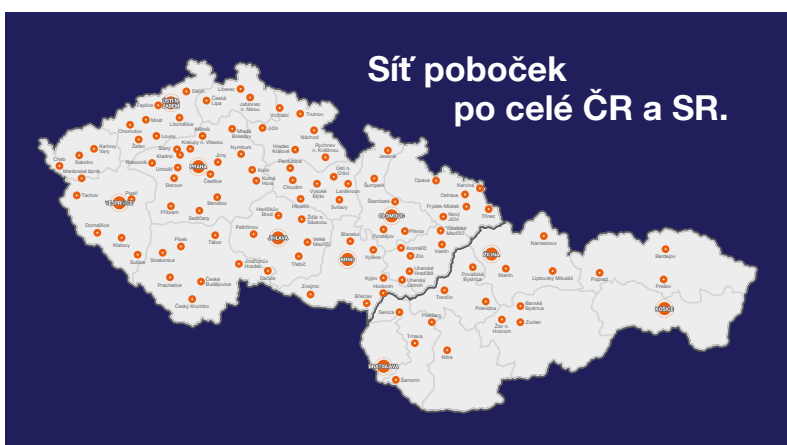 Síť poboček
po celé ČR a SR.
Děčín
Liberec
ÚSTÍ N.
LABEM
Česká
Lípa
Jablonec
n. Nisou
Teplice
Vrchlabí
Trutnov
Most
Litoměřice
Chomutov
Mělník
Mladá
Boleslav
Jičín
Náchod
Louny
Žatec
Kralupy n. Vltavou
Slaný
Karlovy
Vary
Hradec
Králové
Rychnov
n. Kněžnou
Kladno
Nymburk
Jirny
Cheb
Sokolov
Rakovník
Unhošť
PRAHA
Kolín
Pardubice
Jeseník
Mariánské lázně
Beroun
Čestlice
Kutná
Hora
Chrudim
Vysoké
Mýto
Ústí n.
Orlicí
Lanškroun
Šumperk
Opava
Karviná
Ostrava
Tachov
Plzeň
Benešov
Hlinsko
Svitavy
Šternberk
Frýdek-Místek
Příbram
Sedlčany
Havlíčkův
Brod
Žďár n.
Sázavou
OLOMOUC
Nový
Jičín
Třinec
Domažlice
Klatovy
Písek
Tábor
Pelhřimov
JIHLAVA
Velké
Meziříčí
Blansko
Prostějov
Přerov
Valašské
Meziříčí
Sušice
Strakonice
Jindřichův
Hradec
Třebíč
BRNO
Vyškov
Kroměříž
Zlín
Vsetín
ŽILINA
Námestovo
Prachatice
České
Budějovice
Dačice
Uherské
Hradiště
Uherský
Ostroh
Považská
Bystrica
Martin
Liptovský Mikuláš
Poprad
Bardejov
Český Krumlov
Znojmo
Kyjov
Hodonín
Břeclav
Trenčín
Prešov
Senica
Piešťany
Prievidza
Banská
Bystrica
KOŠICE
Žiar n.
Hronom
Zvolen
Trnava
Nitra
BRATISLAVA
Šamorín